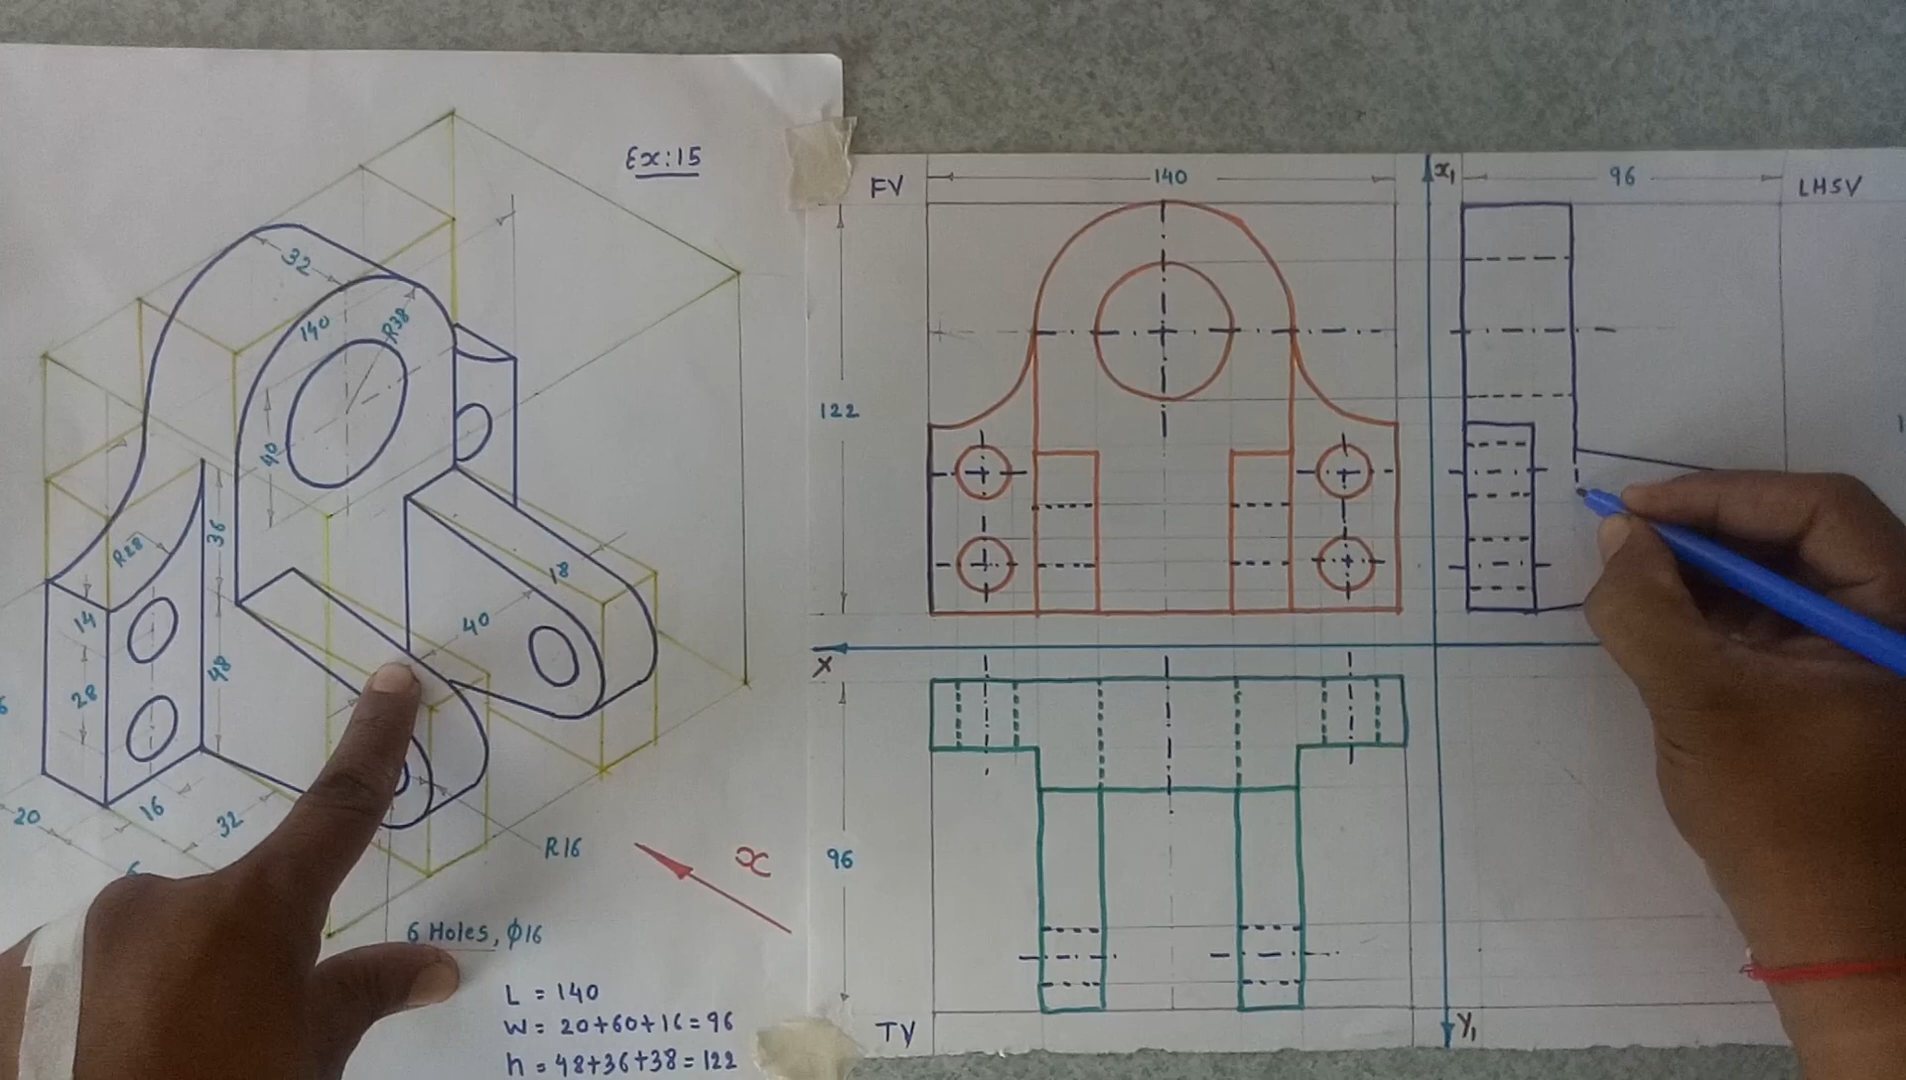 Ex:15
32
140
R38
40
36
R28
14
28
48
18
40
20
16
32
6
R16
x
6 Holes, ϕ16
L = 140
W = 20+60+16=96
h = 48+36+38=122
FV
140
x₁
96
LHSV
122
X
96
TV
Y₁